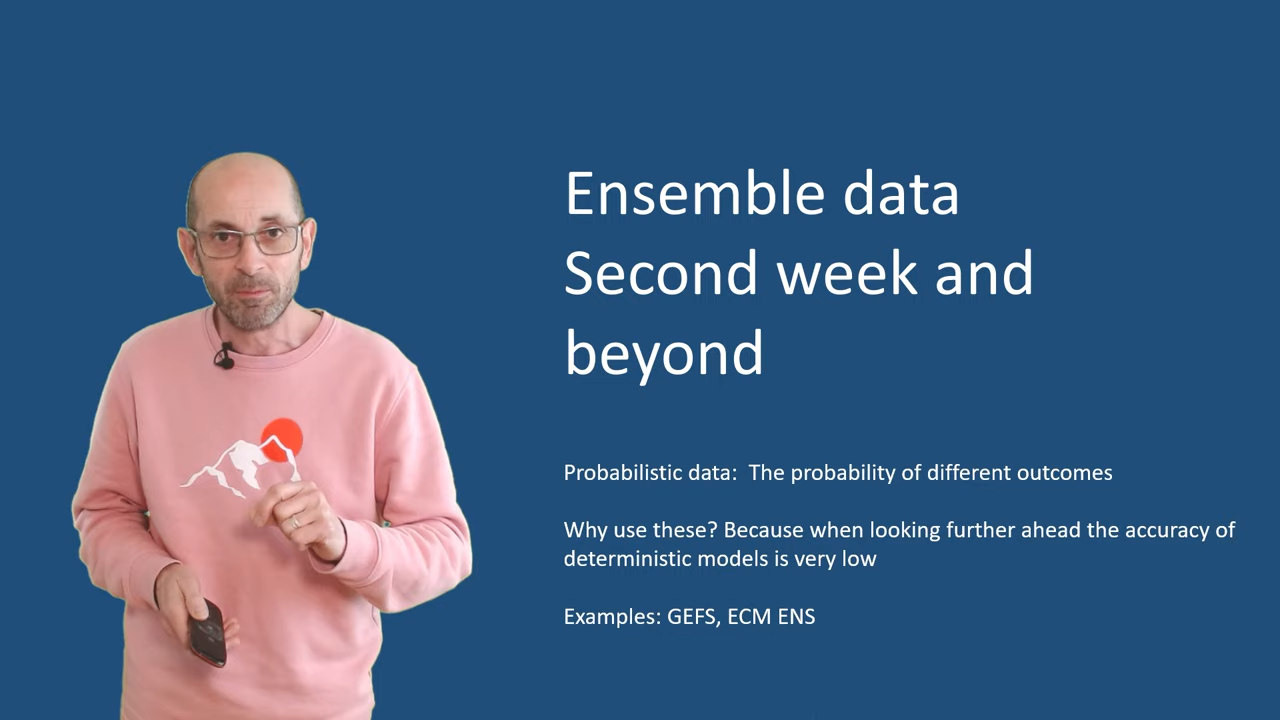 Ensemble data
Second week and
beyond
Probabilistic data:  The probability of different outcomes
Why use these? Because when looking further ahead the accuracy of
deterministic models is very low
Examples: GEFS, ECM ENS